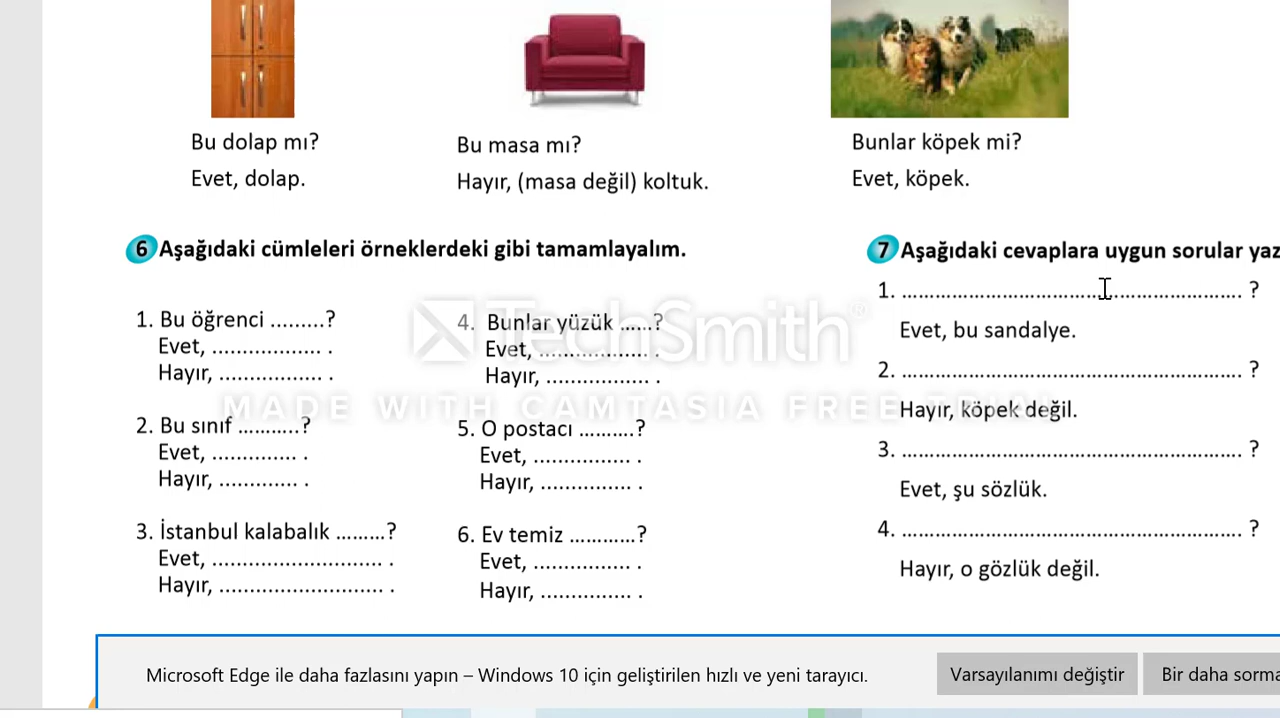 Bu dolap mı?
Evet, dolap.
Bu masa mı?
Hayır, (masa değil) koltuk.
Bunlar köpek mi?
Evet, köpek.
6 Aşağıdaki cümleleri örneklerdeki gibi tamamlayalım.
1. Bu öğrenci .........?
Evet, ................. .
Hayır, .................. .
2. Bu sınıf ...........?
Evet, .............. .
Hayır, ............. .
3. İstanbul kalabalık .........?
Evet, ............................. .
Hayır, ............................ .
4. Bunlar yüzük ......?
Evet, ................... .
Hayır, .................. .
5. O postacı ..........?
Evet, ................ .
Hayır, ............... .
6. Ev temiz ............?
Evet, ................ .
Hayır, ............... .
7 Aşağıdaki cevaplara uygun sorular
1. ............................................................. ?
Evet, bu sandalye.
2. ............................................................. ?
Hayır, köpek değil.
3. ............................................................. ?
Evet, şu sözlük.
4. ............................................................. ?
Hayır, o gözlük değil.
TechSmith®
MADE WITH CAMTASIA FREE TRIAL
Microsoft Edge ile daha fazlasını yapın – Windows 10 için geliştirilen hızlı ve yeni tarayıcı.
Varsayılanımı değiştir
Bir daha sorma